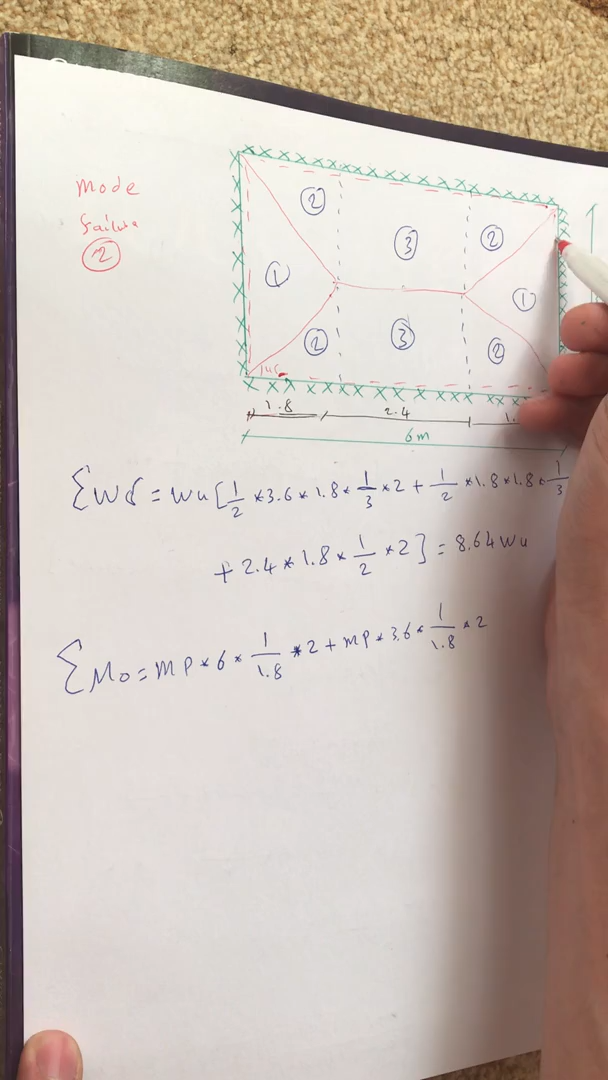 mode
failure
②
② ③ ②
① ①
② ③ ②
45°
1.8 2.4 1.
6m
∑Wδ = Wu[1/2 * 3.6 * 1.8 * 1/3 * 2 + 1/2 * 1.8 * 1.8 * 1/3
+ 2.4 * 1.8 * 1/2 * 2] = 8.64 Wu
∑Mo = MP * 6 * 1/1.8 * 2 + MP * 3.6 * 1/1.8 * 2